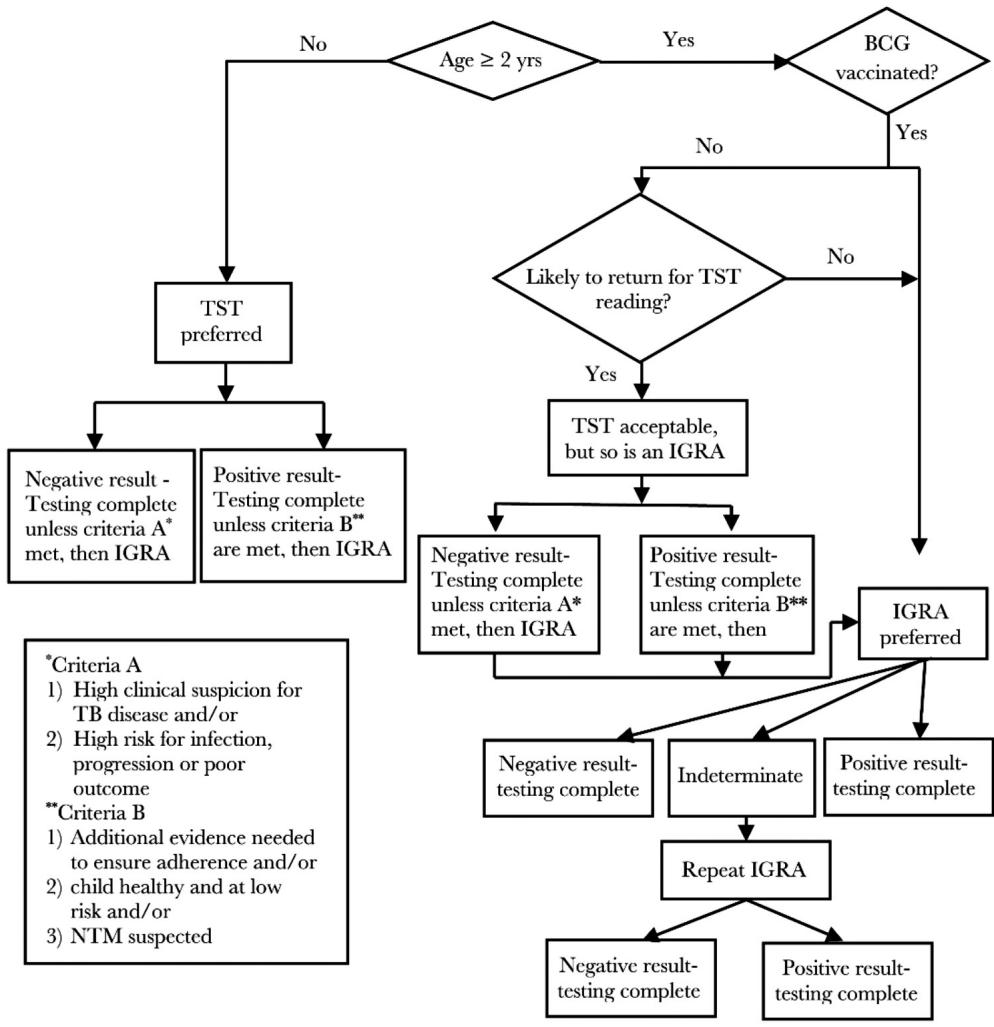 No
Age ≥ 2 yrs
Yes
BCG
vaccinated?
Yes
No
Likely to return for TST
reading?
No
Yes
TST
preferred
Negative result -
Testing complete
unless criteria A*
met, then IGRA
Positive result-
Testing complete
unless criteria B**
are met, then IGRA
TST acceptable,
but so is an IGRA
Negative result-
Testing complete
unless criteria A*
met, then IGRA
Positive result-
Testing complete
unless criteria B**
are met, then
IGRA
preferred
Negative result-
testing complete
Indeterminate
Positive result-
testing complete
Repeat IGRA
Negative result-
testing complete
Positive result-
testing complete
*Criteria A
1) High clinical suspicion for
TB disease and/or
2) High risk for infection,
progression or poor
outcome
**Criteria B
1) Additional evidence needed
to ensure adherence and/or
2) child healthy and at low
risk and/or
3) NTM suspected